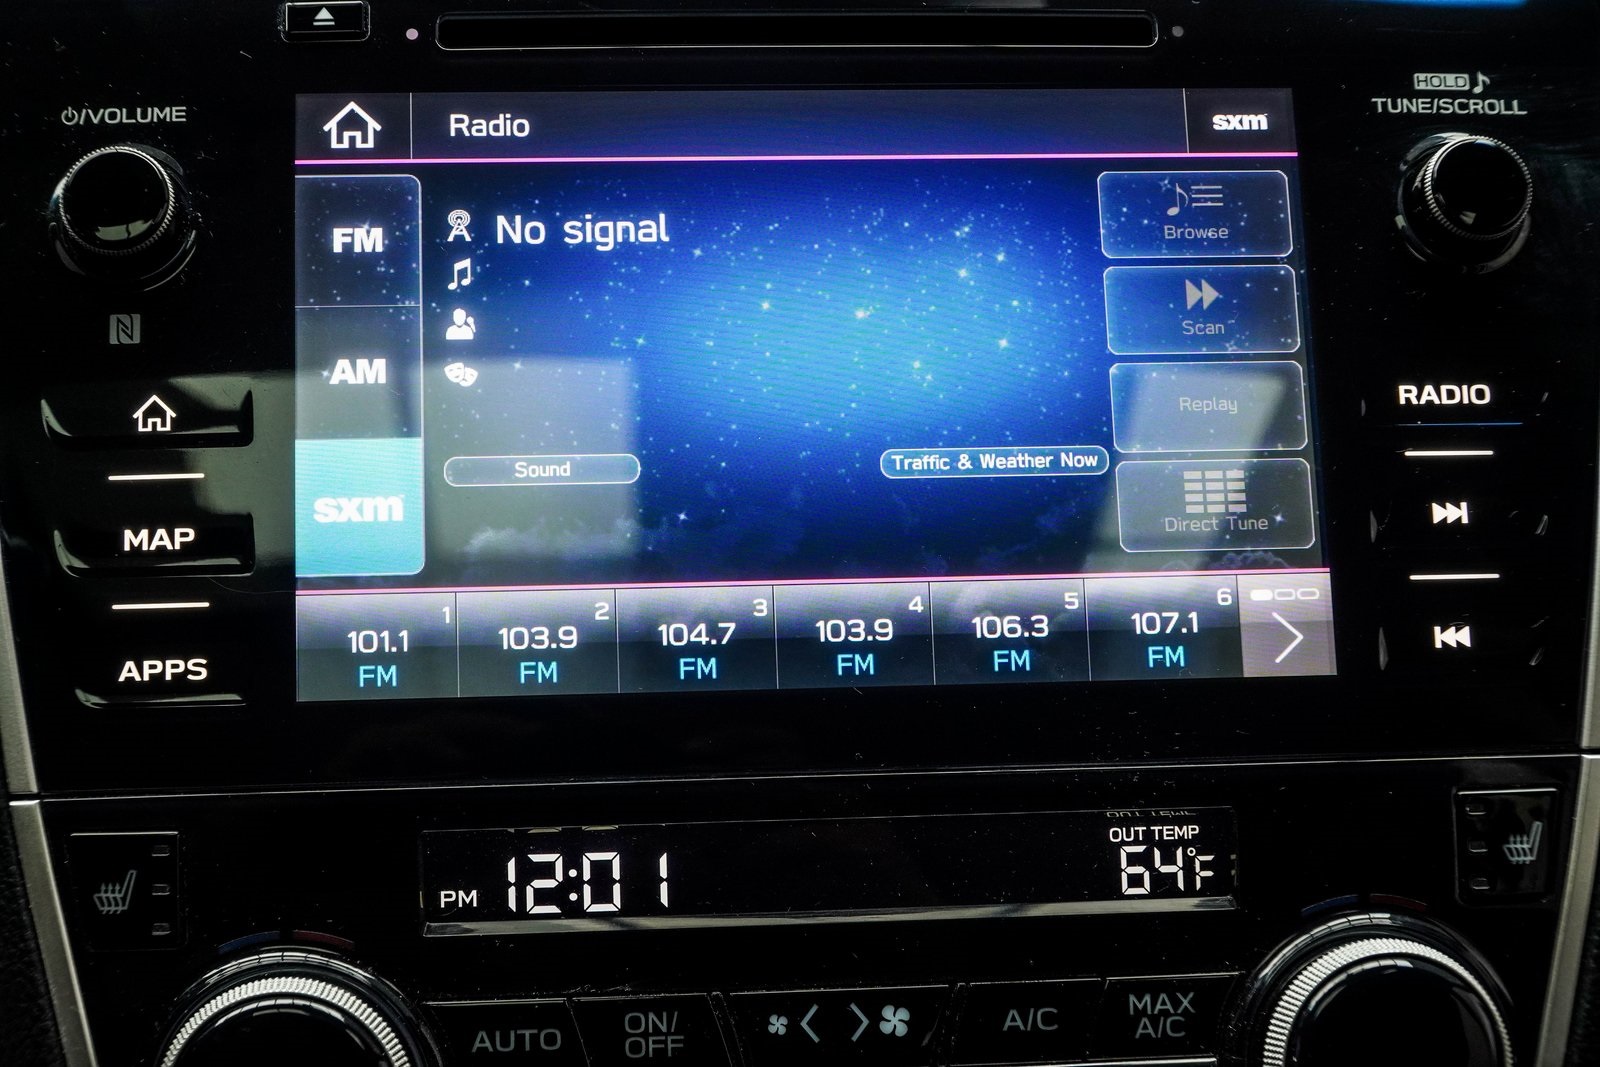 HOLD
/VOLUME
TUNE/SCROLL
Radio
sxm
FM
AM
sxm
No signal
Browse
Scan
Replay
Direct Tune
Sound
Traffic & Weather Now
1
101.1
FM
2
103.9
FM
3
104.7
FM
4
103.9
FM
5
106.3
FM
6
107.1
FM
MAP
APPS
RADIO
PM 12:01
OUT TEMP
64°F
AUTO
ON/
OFF
A/C
MAX
A/C